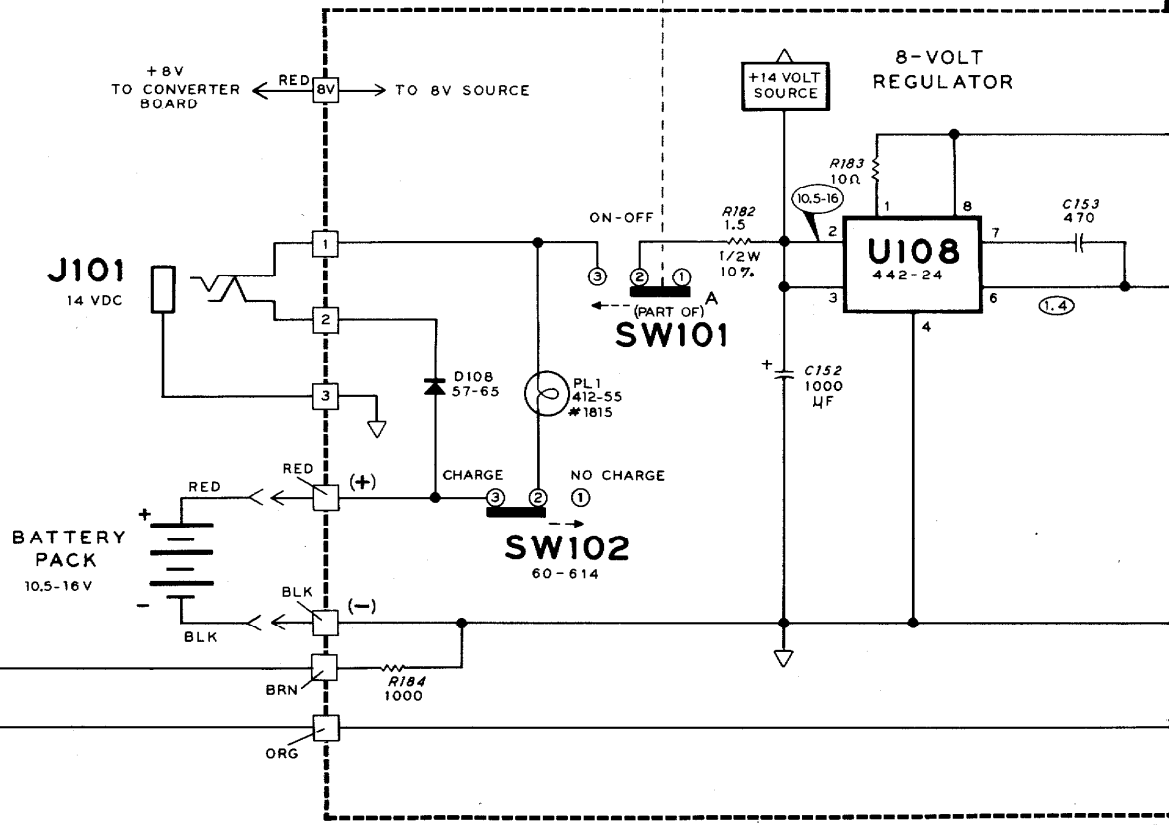 +8V
TO CONVERTER
BOARD
RED
8V
TO 8V SOURCE
+14 VOLT
SOURCE
8-VOLT
REGULATOR
R183
10Ω
10.5-16
1
8
C153
470
2
U108
442-24
7
3
6
1.4
4
ON-OFF
R182
1.5
1/2W
10%
3
2
1
A
(PART OF)
SW101
J101
14 VDC
1
2
3
D108
57-65
PL1
412-55
#1815
+
C152
1000
µF
RED
(+)
RED
CHARGE
NO CHARGE
3
2
1
SW102
60-614
BATTERY
PACK
10.5-16V
+
-
BLK
BLK
(-)
BRN
R184
1000
ORG